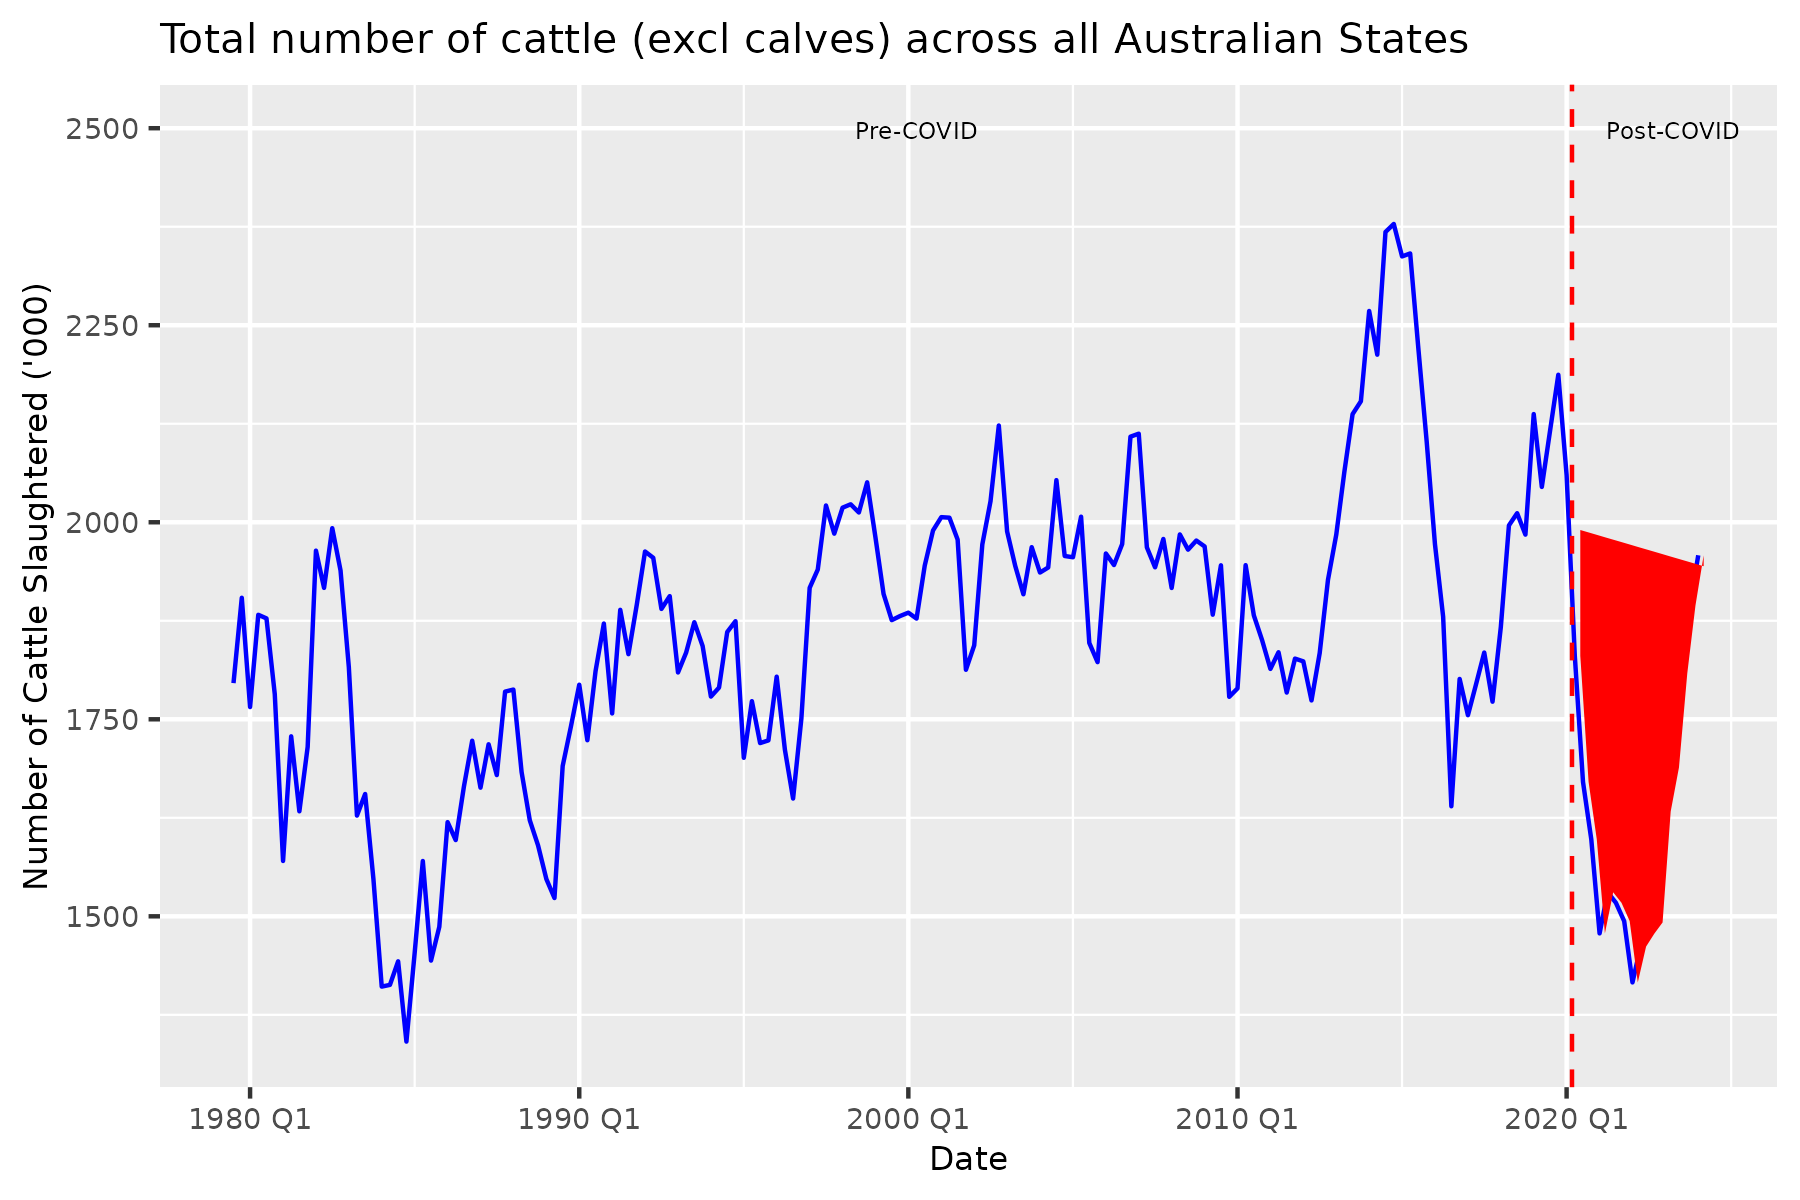 Total number of cattle (excl calves) across all Australian States
Pre-COVID
Post-COVID
2500
2250
2000
1750
1500
Number of Cattle Slaughtered ('000)
1980 Q1
1990 Q1
2000 Q1
2010 Q1
2020 Q1
Date